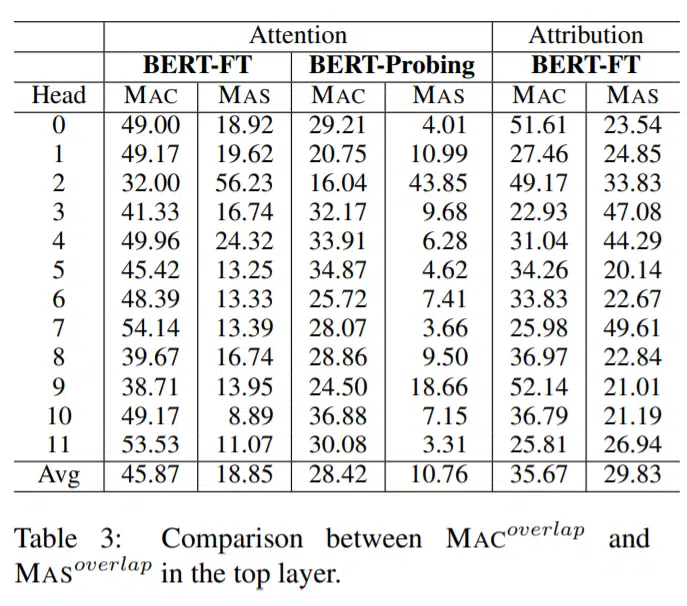 Attention Attribution
BERT-FT BERT-Probing BERT-FT
Head MAC MAS MAC MAS MAC MAS
0 49.00 18.92 29.21 4.01 51.61 23.54
1 49.17 19.62 20.75 10.99 27.46 24.85
2 32.00 56.23 16.04 43.85 49.17 33.83
3 41.33 16.74 32.17 9.68 22.93 47.08
4 49.96 24.32 33.91 6.28 31.04 44.29
5 45.42 13.25 34.87 4.62 34.26 20.14
6 48.39 13.33 25.72 7.41 33.83 22.67
7 54.14 13.39 28.07 3.66 25.98 49.61
8 39.67 16.74 28.86 9.50 36.97 22.84
9 38.71 13.95 24.50 18.66 52.14 21.01
10 49.17 8.89 36.88 7.15 36.79 21.19
11 53.53 11.07 30.08 3.31 25.81 26.94
Avg 45.87 18.85 28.42 10.76 35.67 29.83
Table 3: Comparison between MAC^overlap and
MAS^overlap in the top layer.